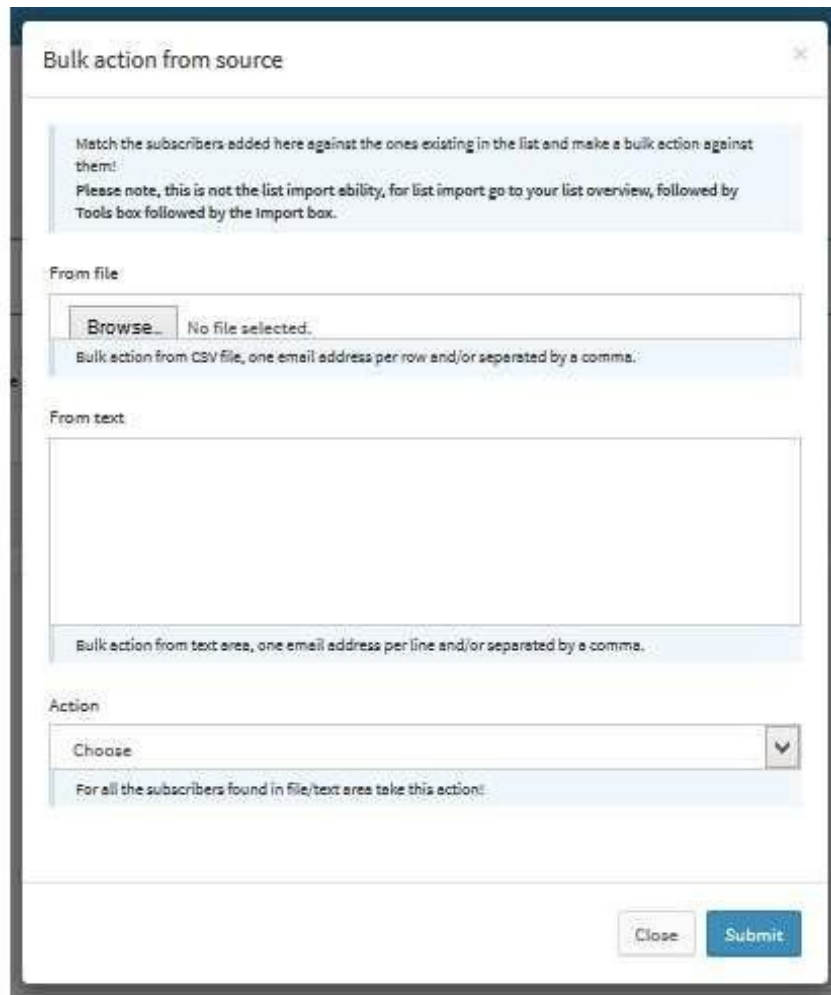 Bulk action from source
×
Match the subscribers added here against the ones existing in the list and make a bulk action against
them!
Please note, this is not the list import ability, for list import go to your list overview, followed by
Tools box followed by the Import box.
From file
Browse... No file selected.
Bulk action from CSV file, one email address per row and/or separated by a comma.
From text
Bulk action from text area, one email address per line and/or separated by a comma.
Action
Choose
For all the subscribers found in file/text area take this action!
Close Submit